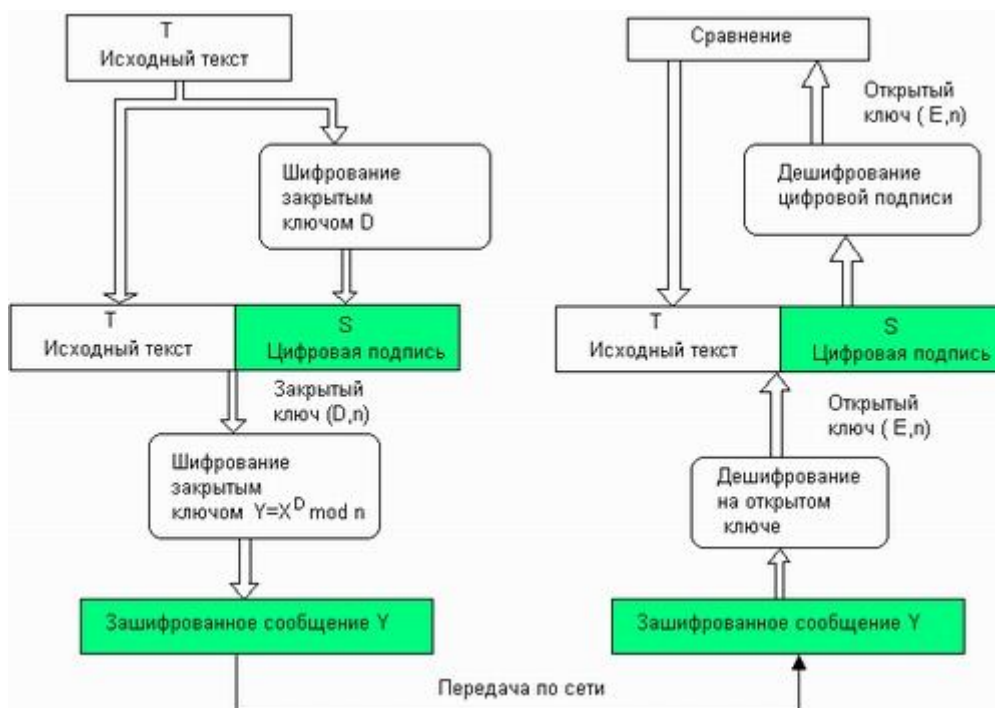 T
Исходный текст
Шифрование
закрытым
ключом D
T
Исходный текст
S
Цифровая подпись
Закрытый
ключ (D,n)
Шифрование
закрытым
ключом Y=X^D mod n
Зашифрованное сообщение Y
Передача по сети
Сравнение
Открытый
ключ ( E,n)
Дешифрование
цифровой подписи
T
Исходный текст
S
Цифровая подпись
Открытый
ключ ( E,n)
Дешифрование
на открытом
ключе
Зашифрованное сообщение Y